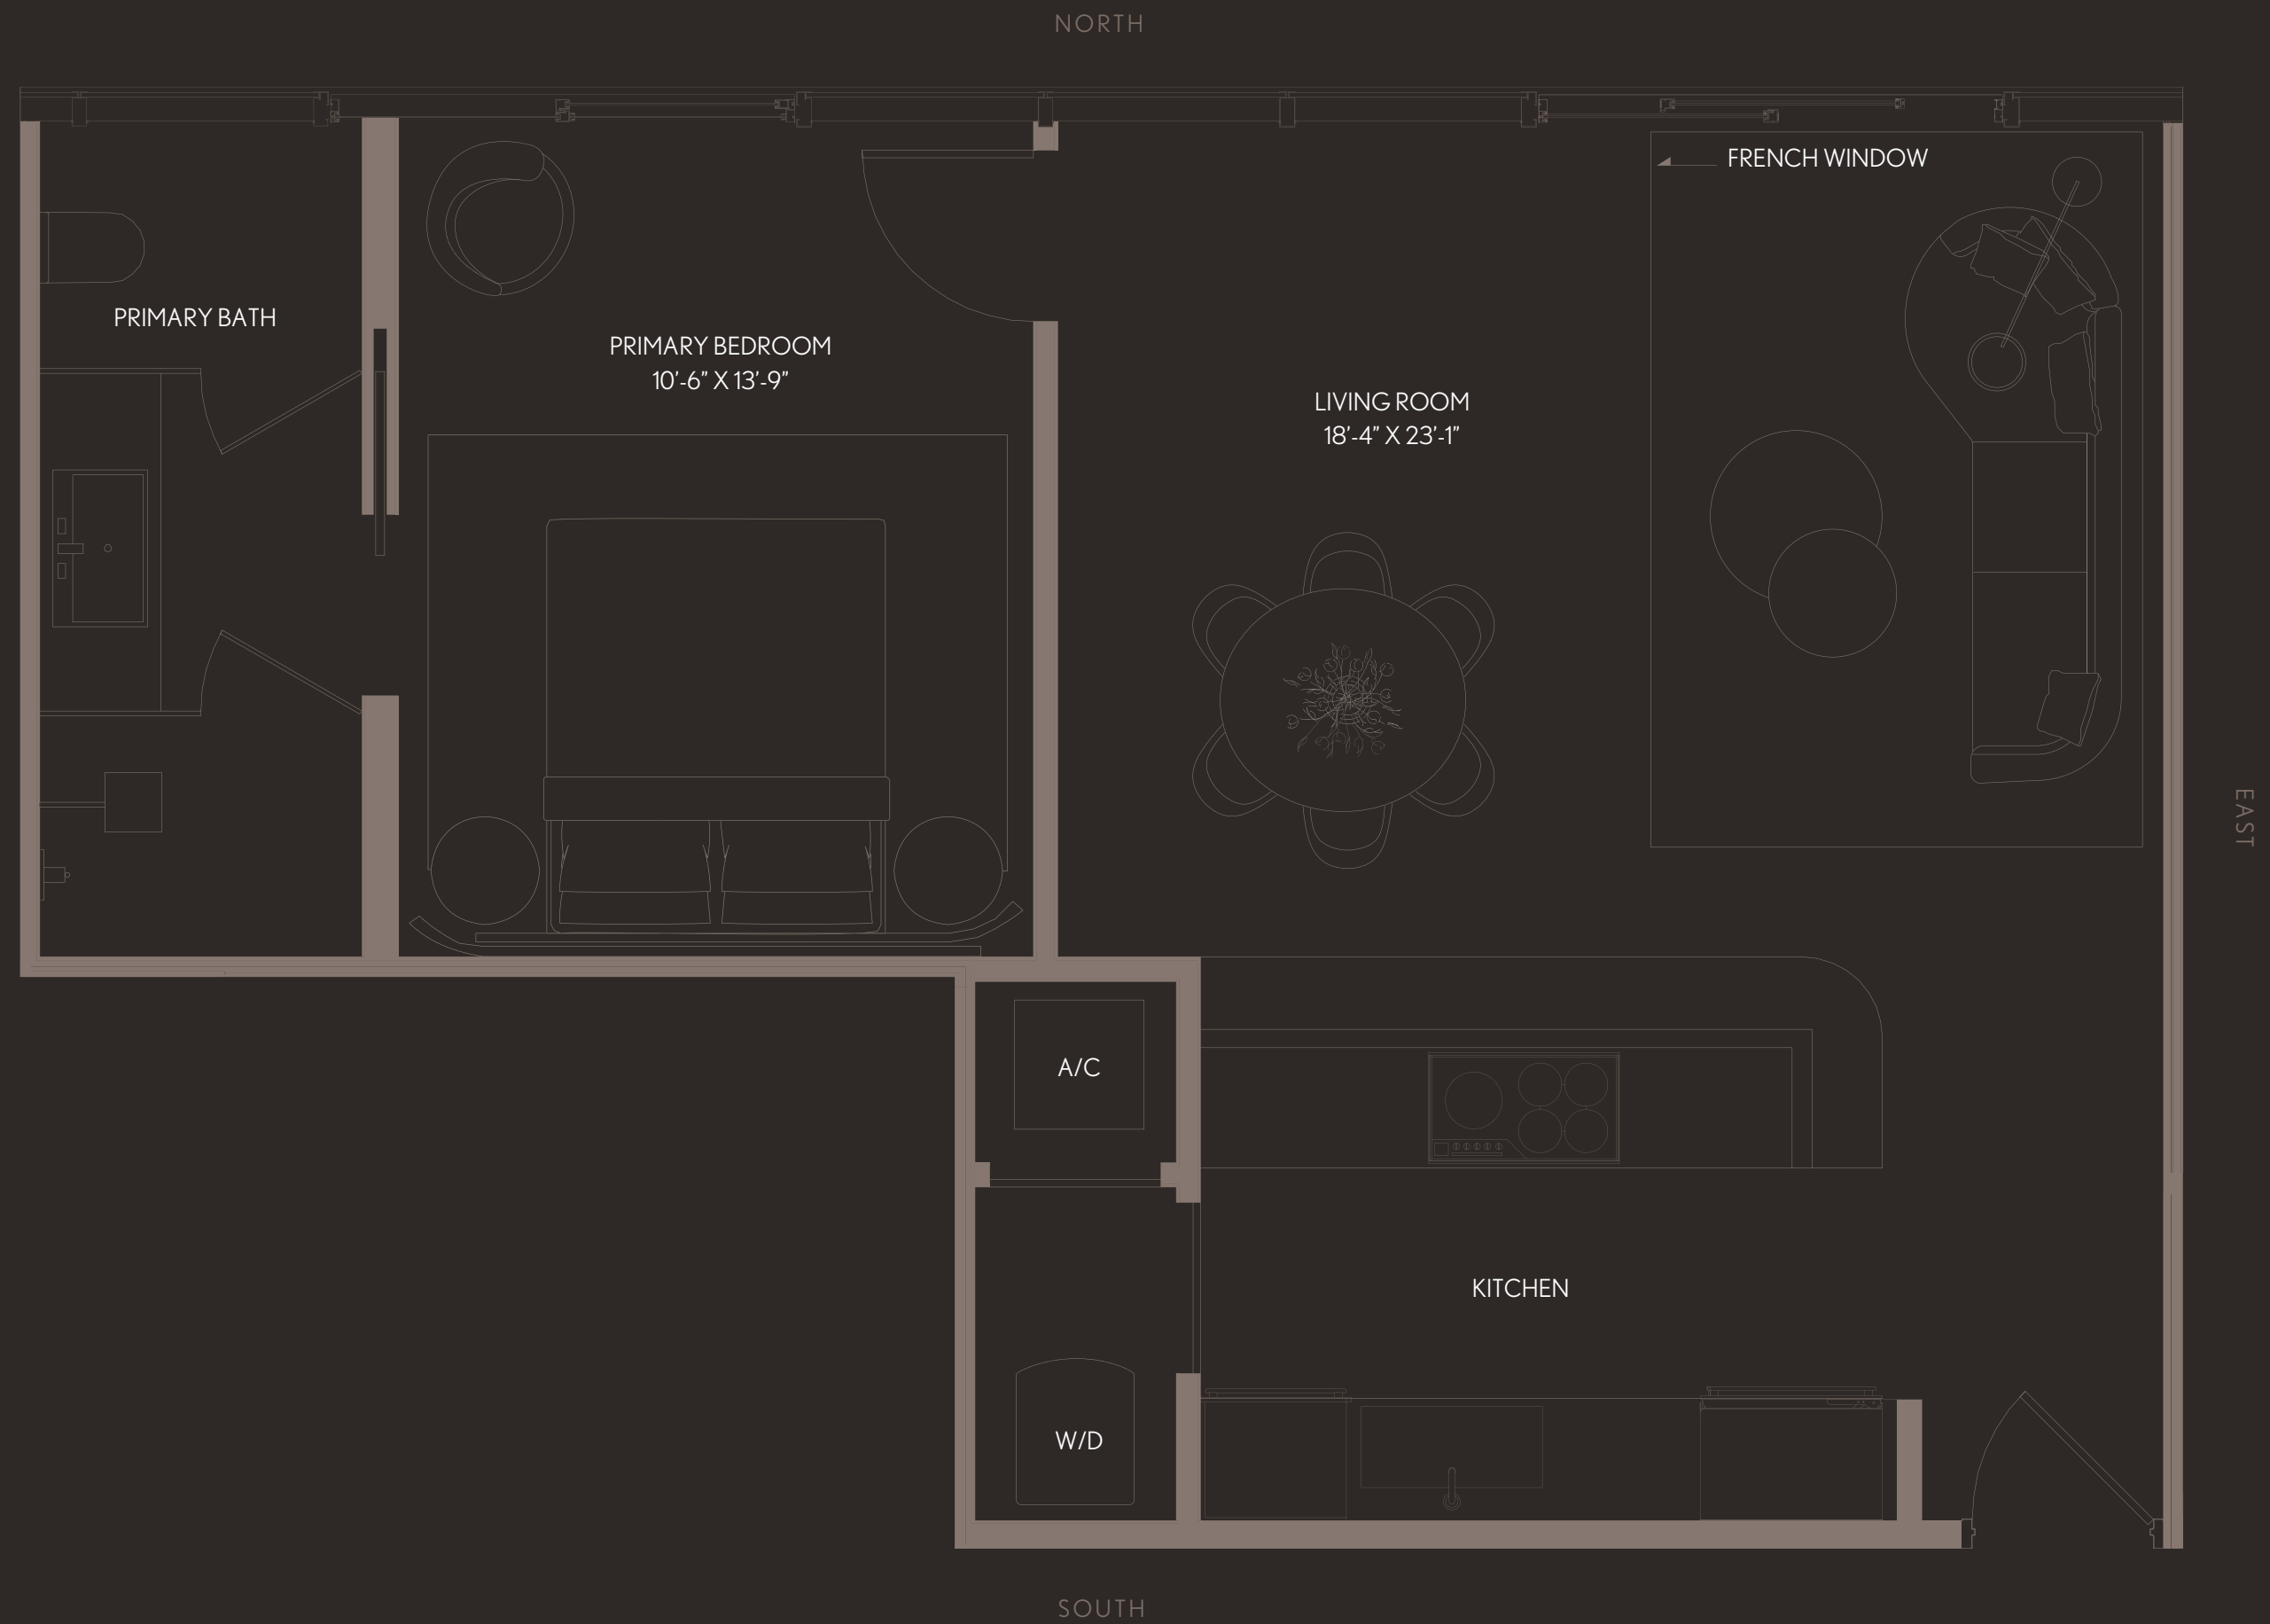 NORTH
FRENCH WINDOW
PRIMARY BATH
PRIMARY BEDROOM
10’-6” X 13’-9”
LIVING ROOM
18’-4” X 23’-1”
EAST
A/C
KITCHEN
W/D
SOUTH